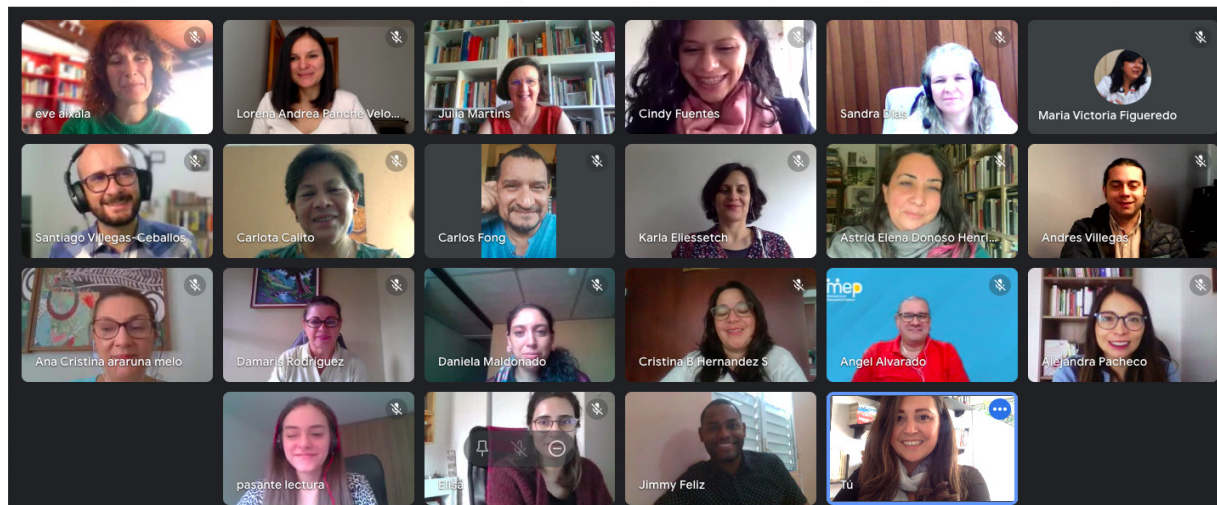 eve aixala
Lorena Andrea Panche Velo...
Julia Martins
Cindy Fuentes
Sandra Dias
Maria Victoria Figueredo
Santiago Villegas-Ceballos
Carlota Calito
Carlos Fong
Karla Eliessetch
Astrid Elena Donoso Henri...
Andres Villegas
mep
Ana Cristina araruna melo
Damaris Rodriguez
Daniela Maldonado
Cristina B Hernandez S
Angel Alvarado
Alejandra Pacheco
pasante lectura
Elisa
Jimmy Feliz
Tú